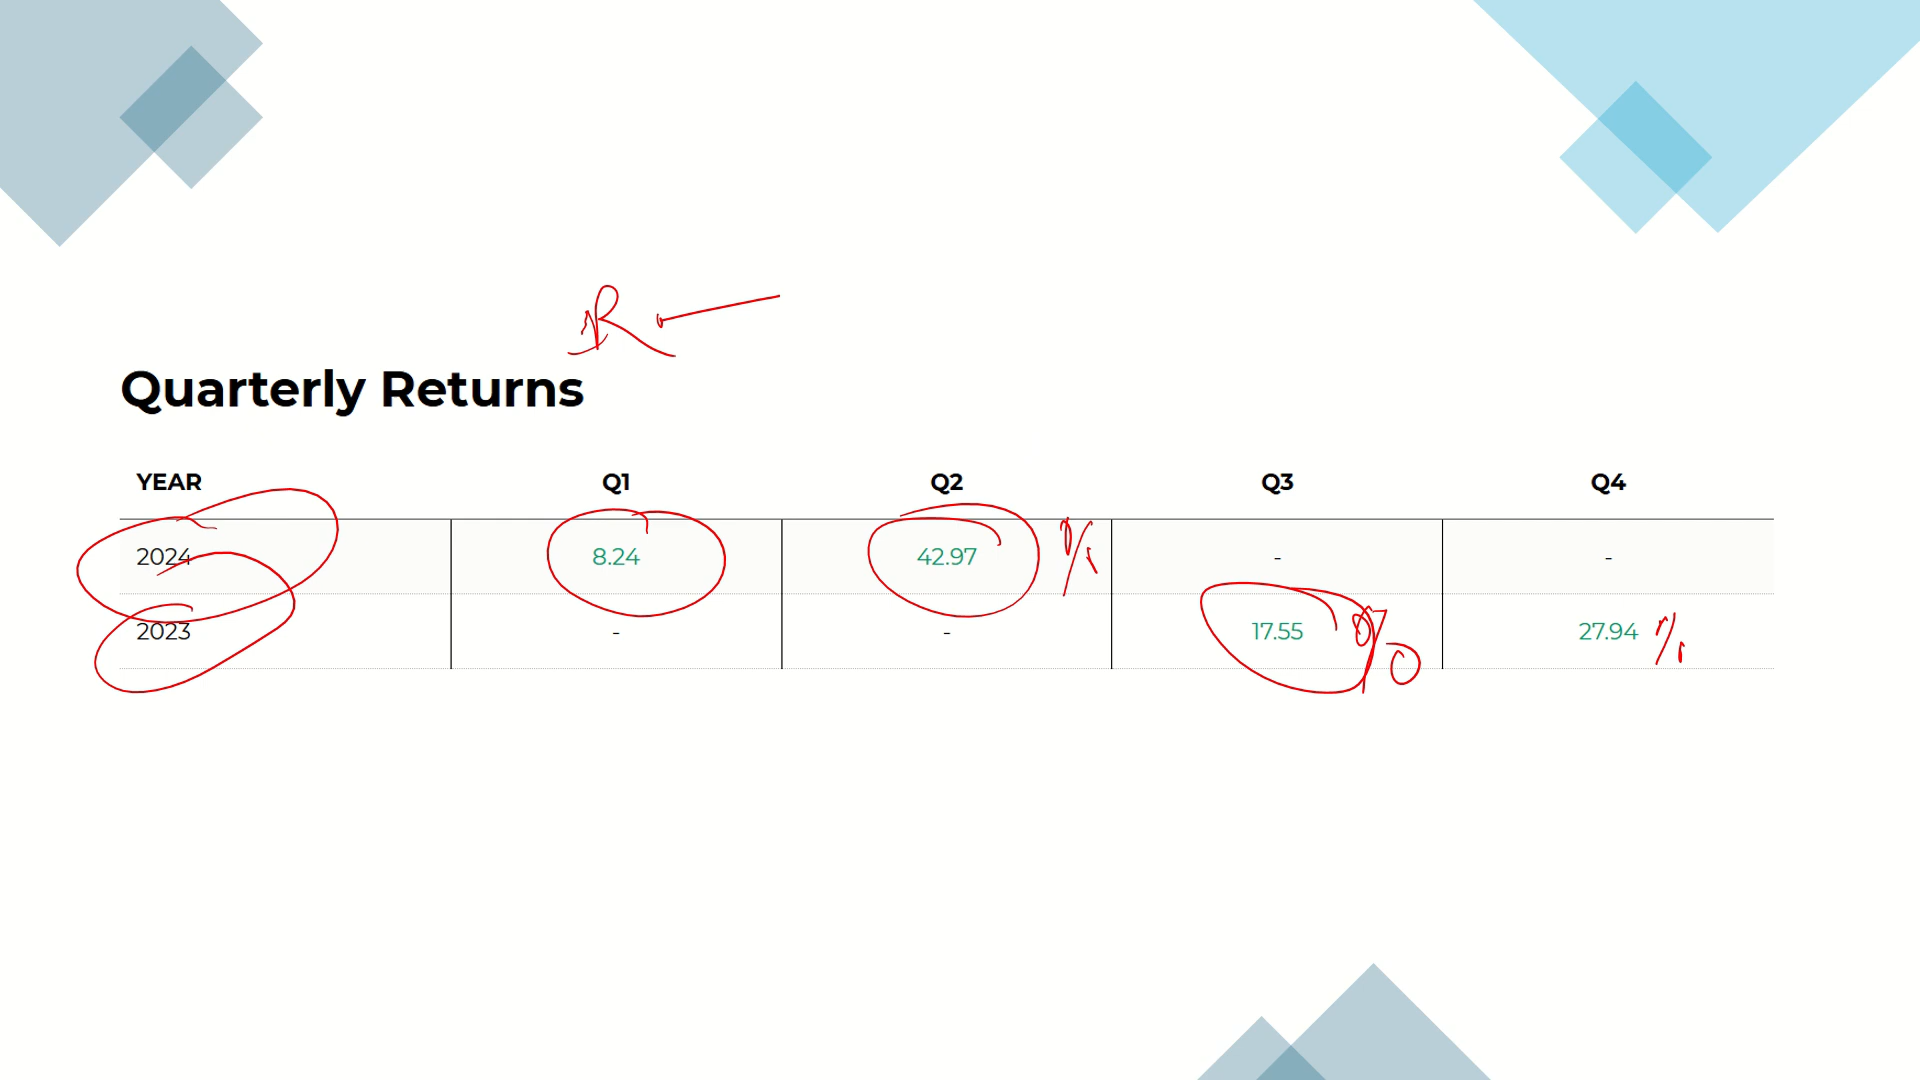 R
Quarterly Returns
YEAR Q1 Q2 Q3 Q4
2024 8.24 42.97 % - -
2023 - - 17.55 % 27.94 %